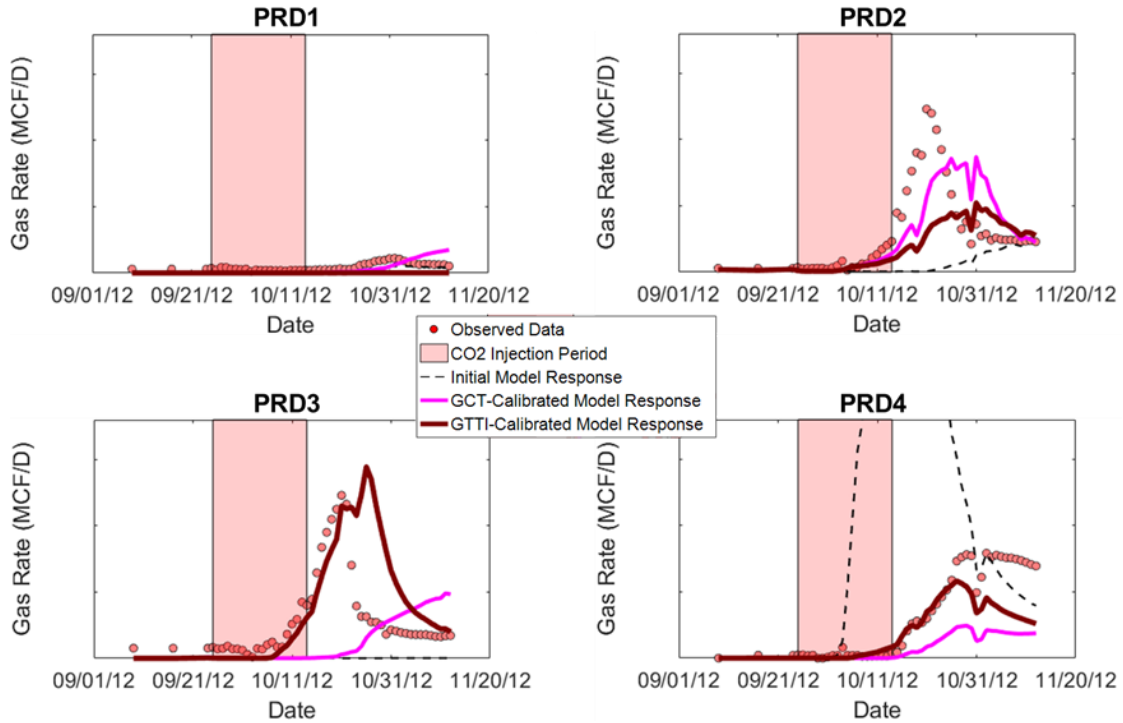 PRD1
Gas Rate (MCF/D)
09/01/12 09/21/12 10/11/12 10/31/12 11/20/12
Date
PRD2
Gas Rate (MCF/D)
09/01/12 09/21/12 10/11/12 10/31/12 11/20/12
Date
Observed Data
CO2 Injection Period
Initial Model Response
GCT-Calibrated Model Response
GTTI-Calibrated Model Response
PRD3
Gas Rate (MCF/D)
09/01/12 09/21/12 10/11/12 10/31/12 11/20/12
Date
PRD4
Gas Rate (MCF/D)
09/01/12 09/21/12 10/11/12 10/31/12 11/20/12
Date